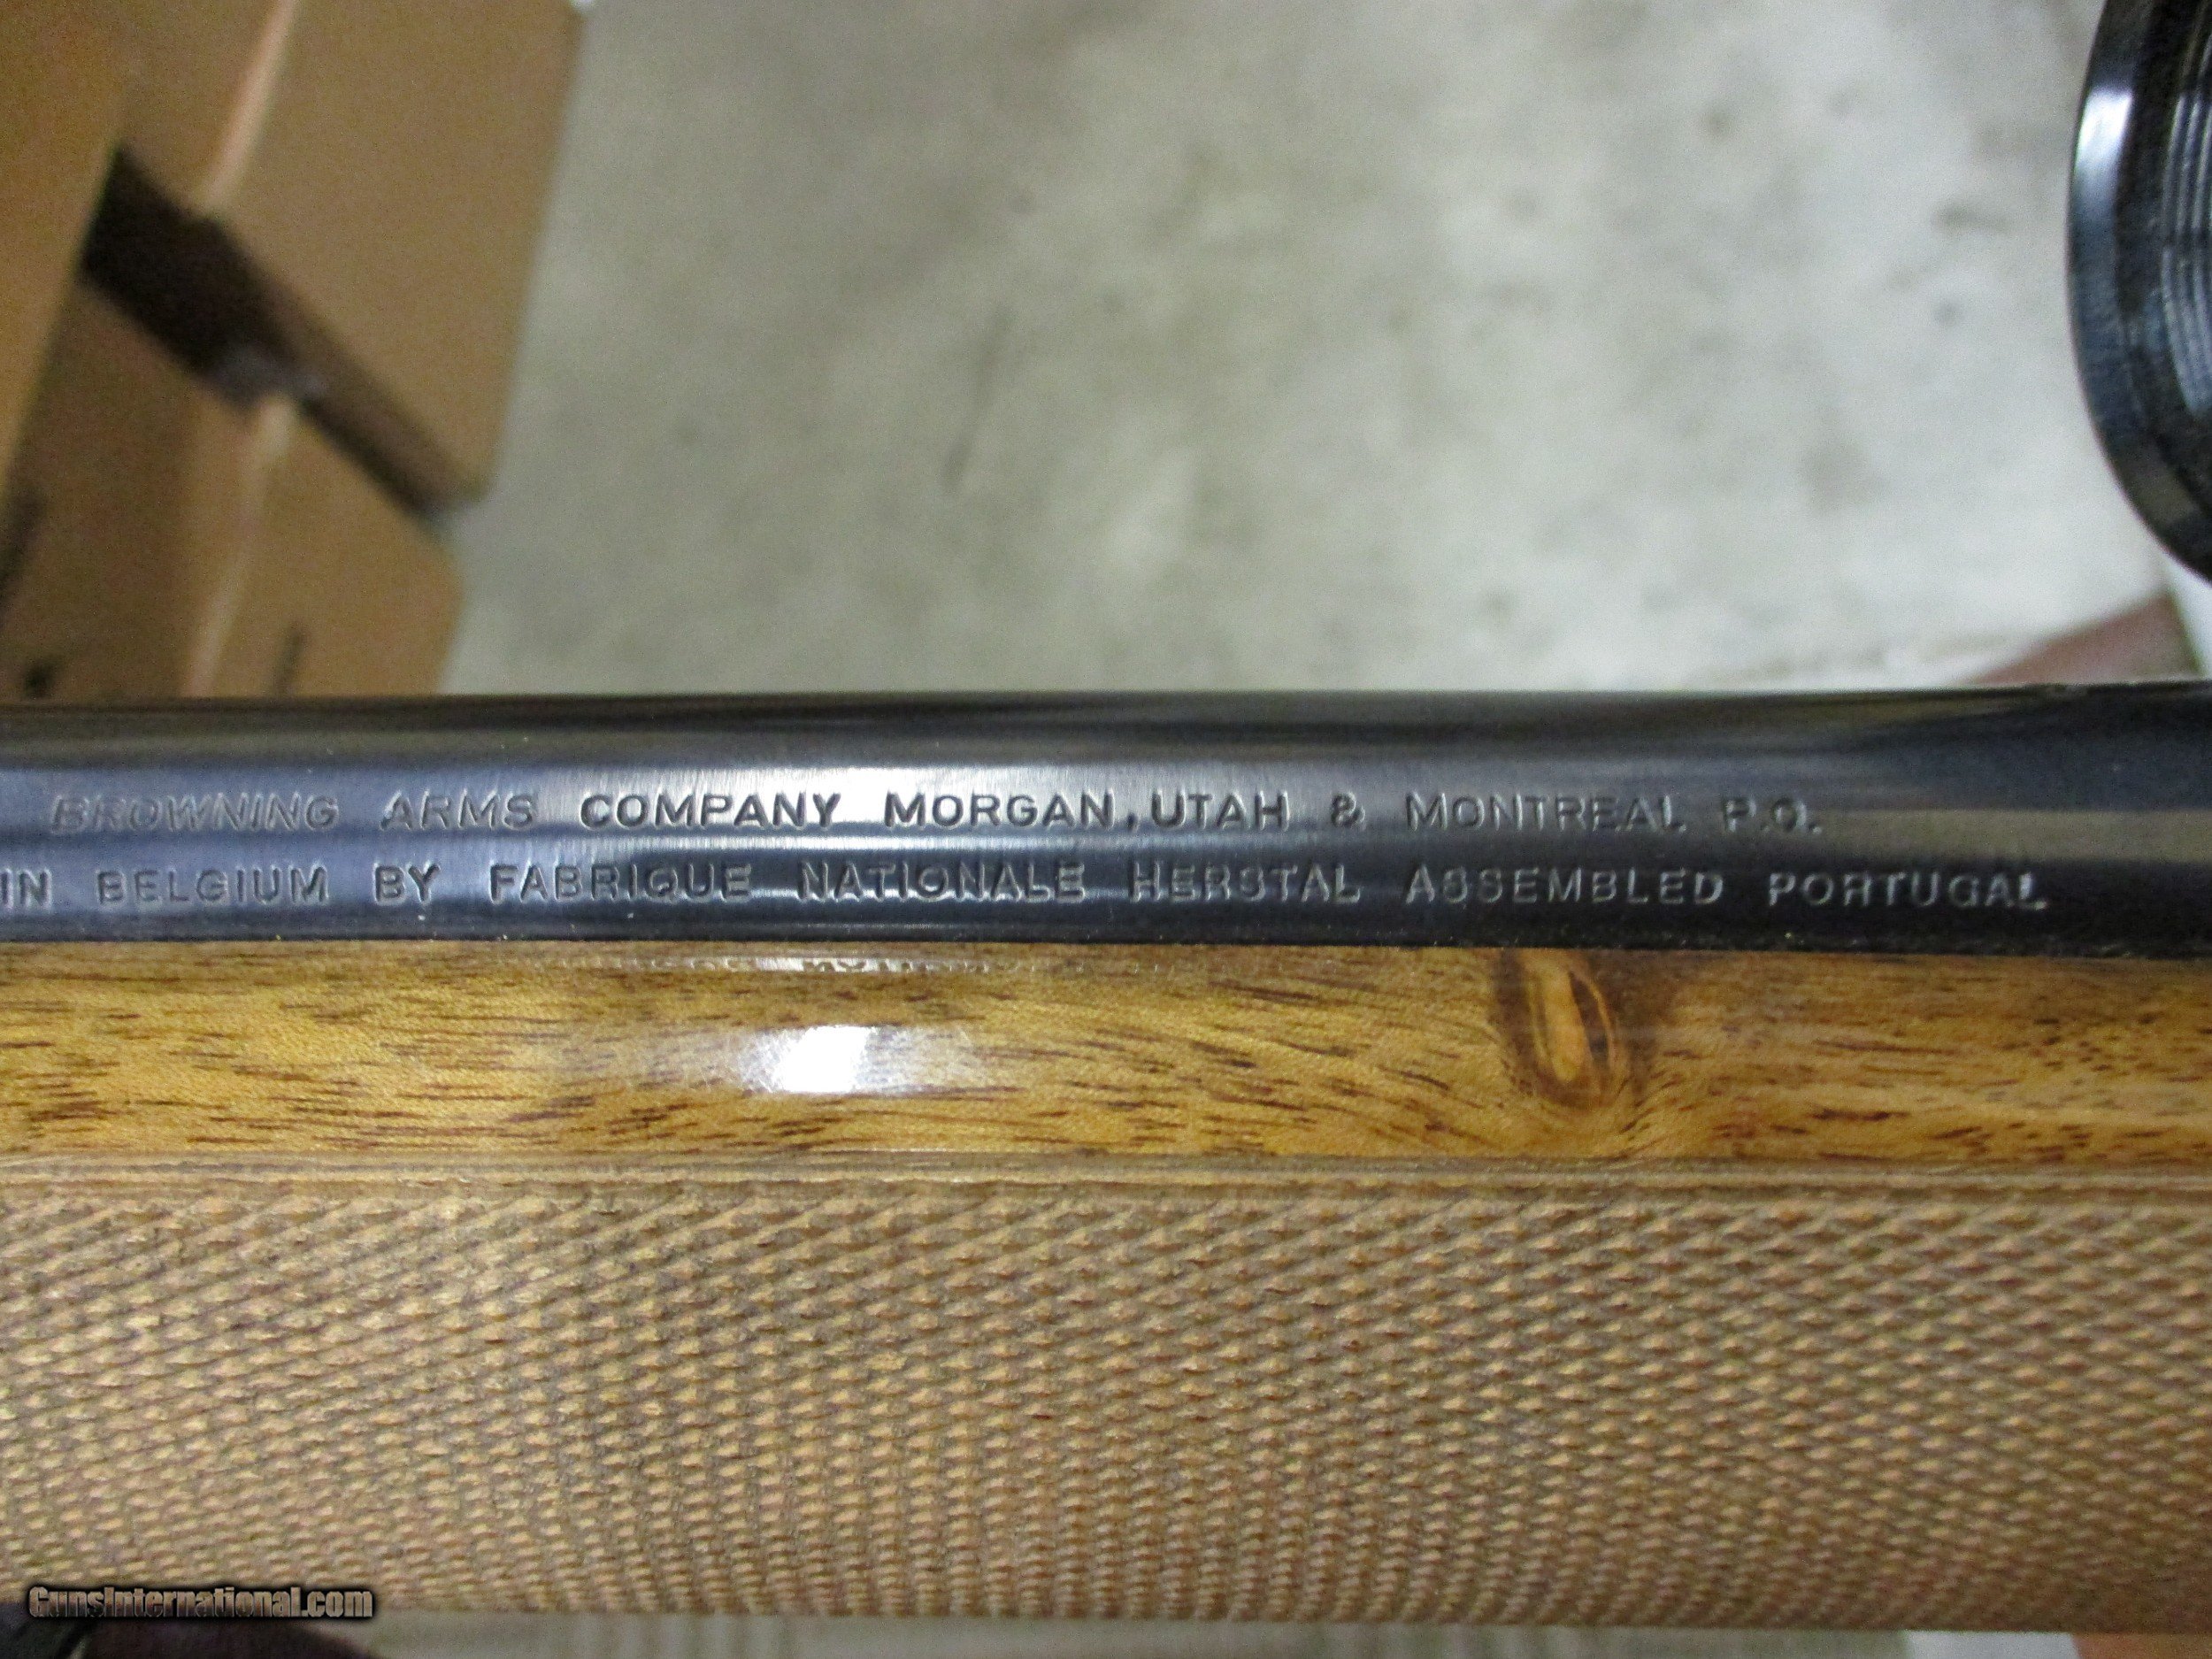 BROWNING ARMS COMPANY MORGAN, UTAH & MONTREAL P.Q.
IN BELGIUM BY FABRIQUE NATIONALE HERSTAL ASSEMBLED PORTUGAL
GunsInternational.com